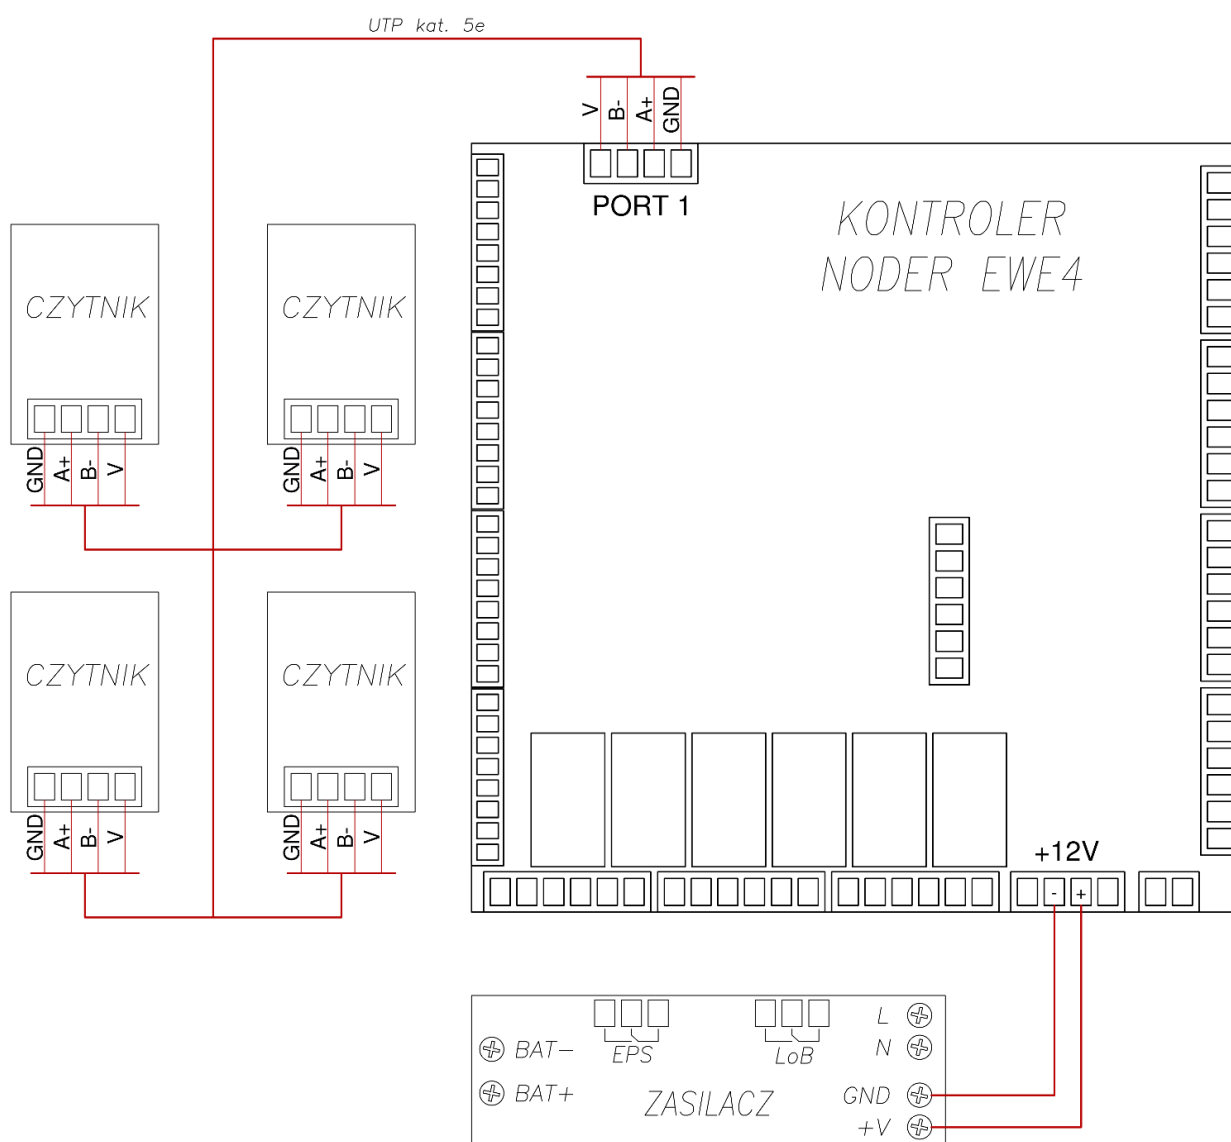 UTP kat. 5e
V B- A+ GND
PORT 1
KONTROLER
NODER EWE4
CZYTNIK
CZYTNIK
GND A+ B- V
GND A+ B- V
CZYTNIK
CZYTNIK
GND A+ B- V
GND A+ B- V
+12V
- +
EPS
LoB
L
N
BAT-
BAT+
ZASILACZ
GND
+V